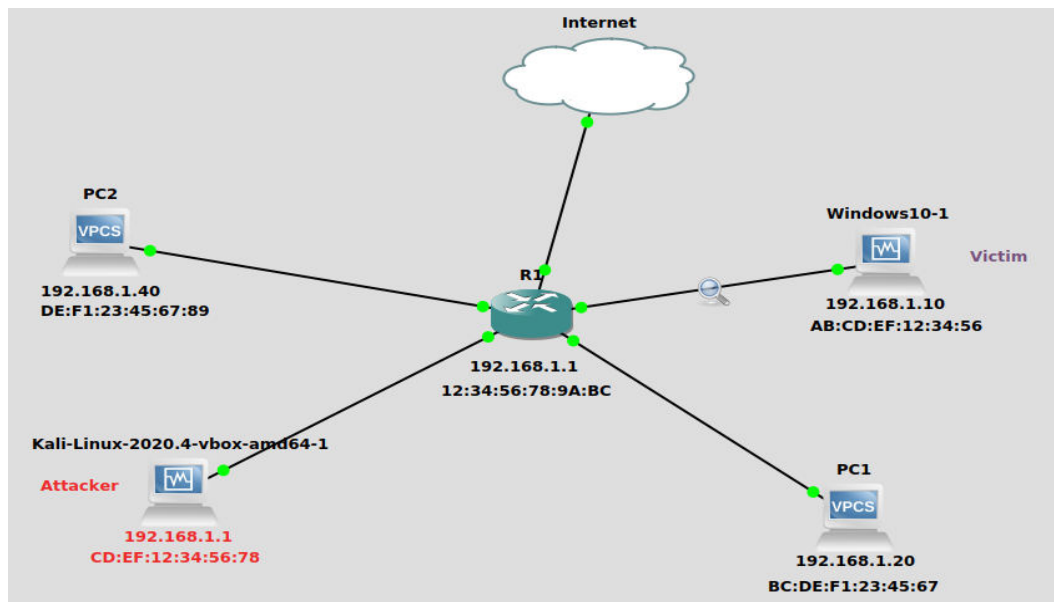 Internet
PC2
VPCS
192.168.1.40
DE:F1:23:45:67:89
Windows10-1
Victim
192.168.1.10
AB:CD:EF:12:34:56
R1
192.168.1.1
12:34:56:78:9A:BC
Kali-Linux-2020.4-vbox-amd64-1
Attacker
192.168.1.1
CD:EF:12:34:56:78
PC1
VPCS
192.168.1.20
BC:DE:F1:23:45:67